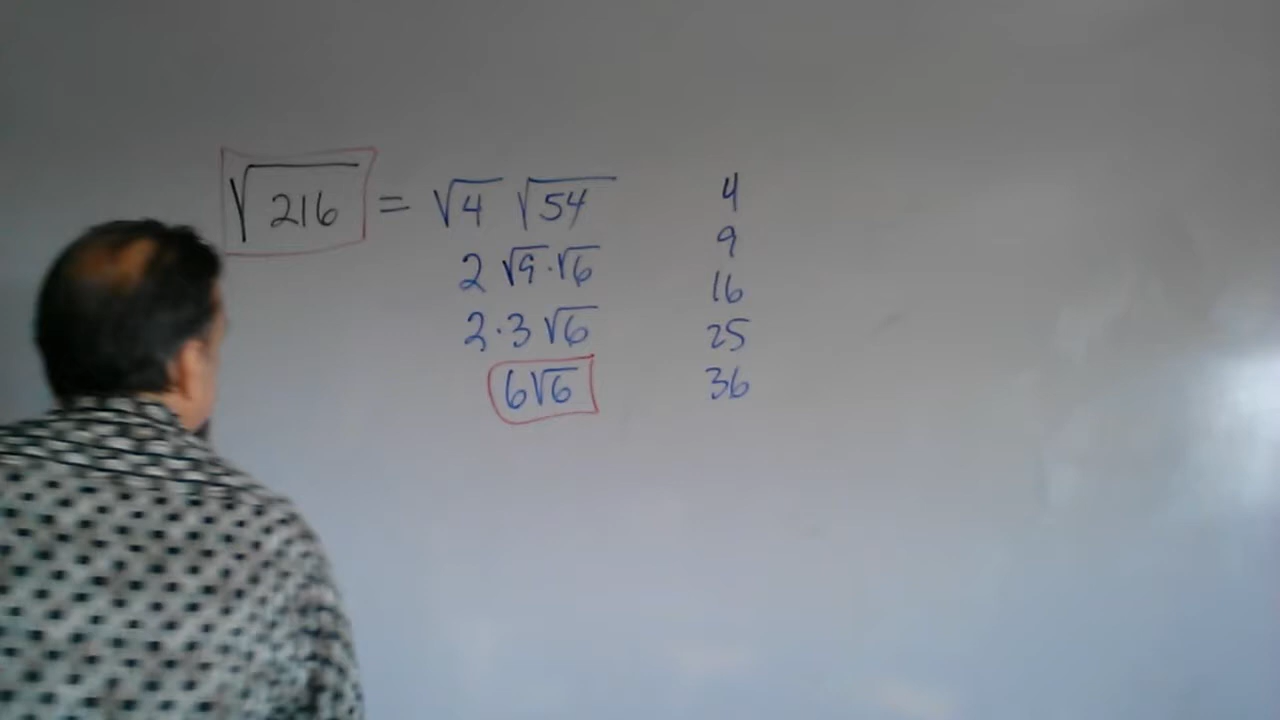 √216 = √4 √54
2 √9 · √6
2 · 3 √6
6√6
4
9
16
25
36